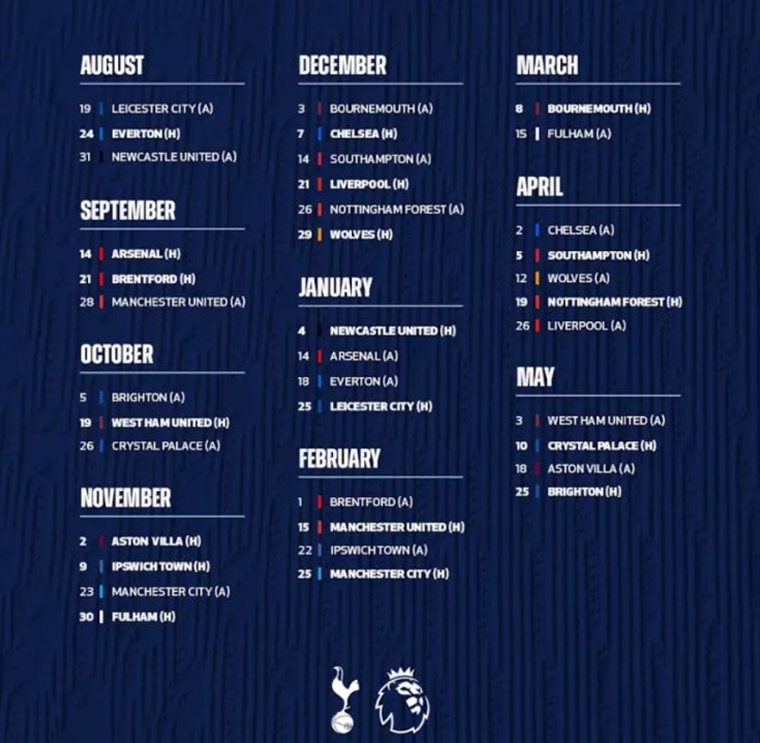 AUGUST
19 LEICESTER CITY (A)
24 EVERTON (H)
31 NEWCASTLE UNITED (A)
SEPTEMBER
14 ARSENAL (H)
21 BRENTFORD (H)
28 MANCHESTER UNITED (A)
OCTOBER
5 BRIGHTON (A)
19 WEST HAM UNITED (H)
26 CRYSTAL PALACE (A)
NOVEMBER
2 ASTON VILLA (H)
9 IPSWICH TOWN (H)
23 MANCHESTER CITY (A)
30 FULHAM (H)
DECEMBER
3 BOURNEMOUTH (A)
7 CHELSEA (H)
14 SOUTHAMPTON (A)
21 LIVERPOOL (H)
26 NOTTINGHAM FOREST (A)
29 WOLVES (H)
JANUARY
4 NEWCASTLE UNITED (H)
14 ARSENAL (A)
18 EVERTON (A)
25 LEICESTER CITY (H)
FEBRUARY
1 BRENTFORD (A)
15 MANCHESTER UNITED (H)
22 IPSWICH TOWN (A)
25 MANCHESTER CITY (H)
MARCH
8 BOURNEMOUTH (H)
15 FULHAM (A)
APRIL
2 CHELSEA (A)
5 SOUTHAMPTON (H)
12 WOLVES (A)
19 NOTTINGHAM FOREST (H)
26 LIVERPOOL (A)
MAY
3 WEST HAM UNITED (A)
10 CRYSTAL PALACE (H)
18 ASTON VILLA (A)
25 BRIGHTON (H)